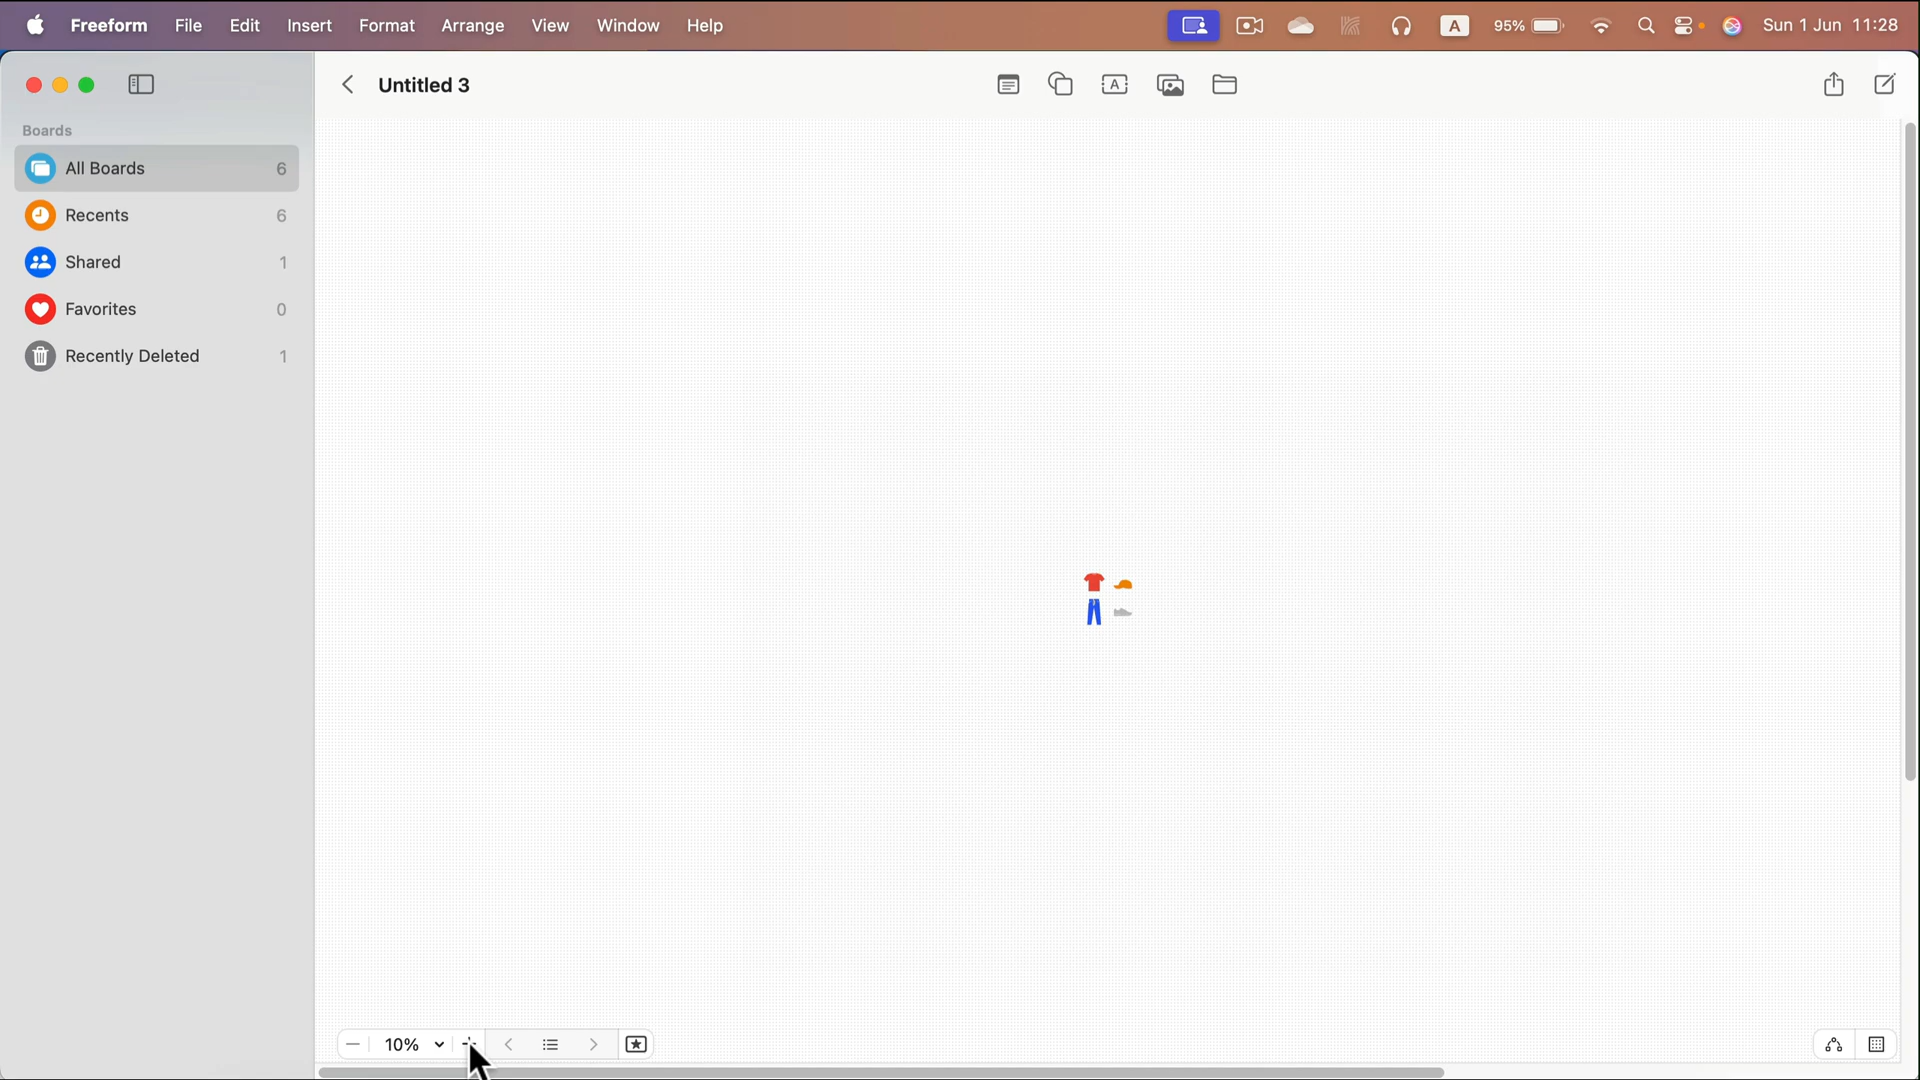 Freeform File Edit Insert Format Arrange View Window Help A 95% Sun 1 Jun 11:28
Untitled 3 A
Boards
All Boards 6
Recents 6
Shared 1
Favorites 0
Recently Deleted 1
10%